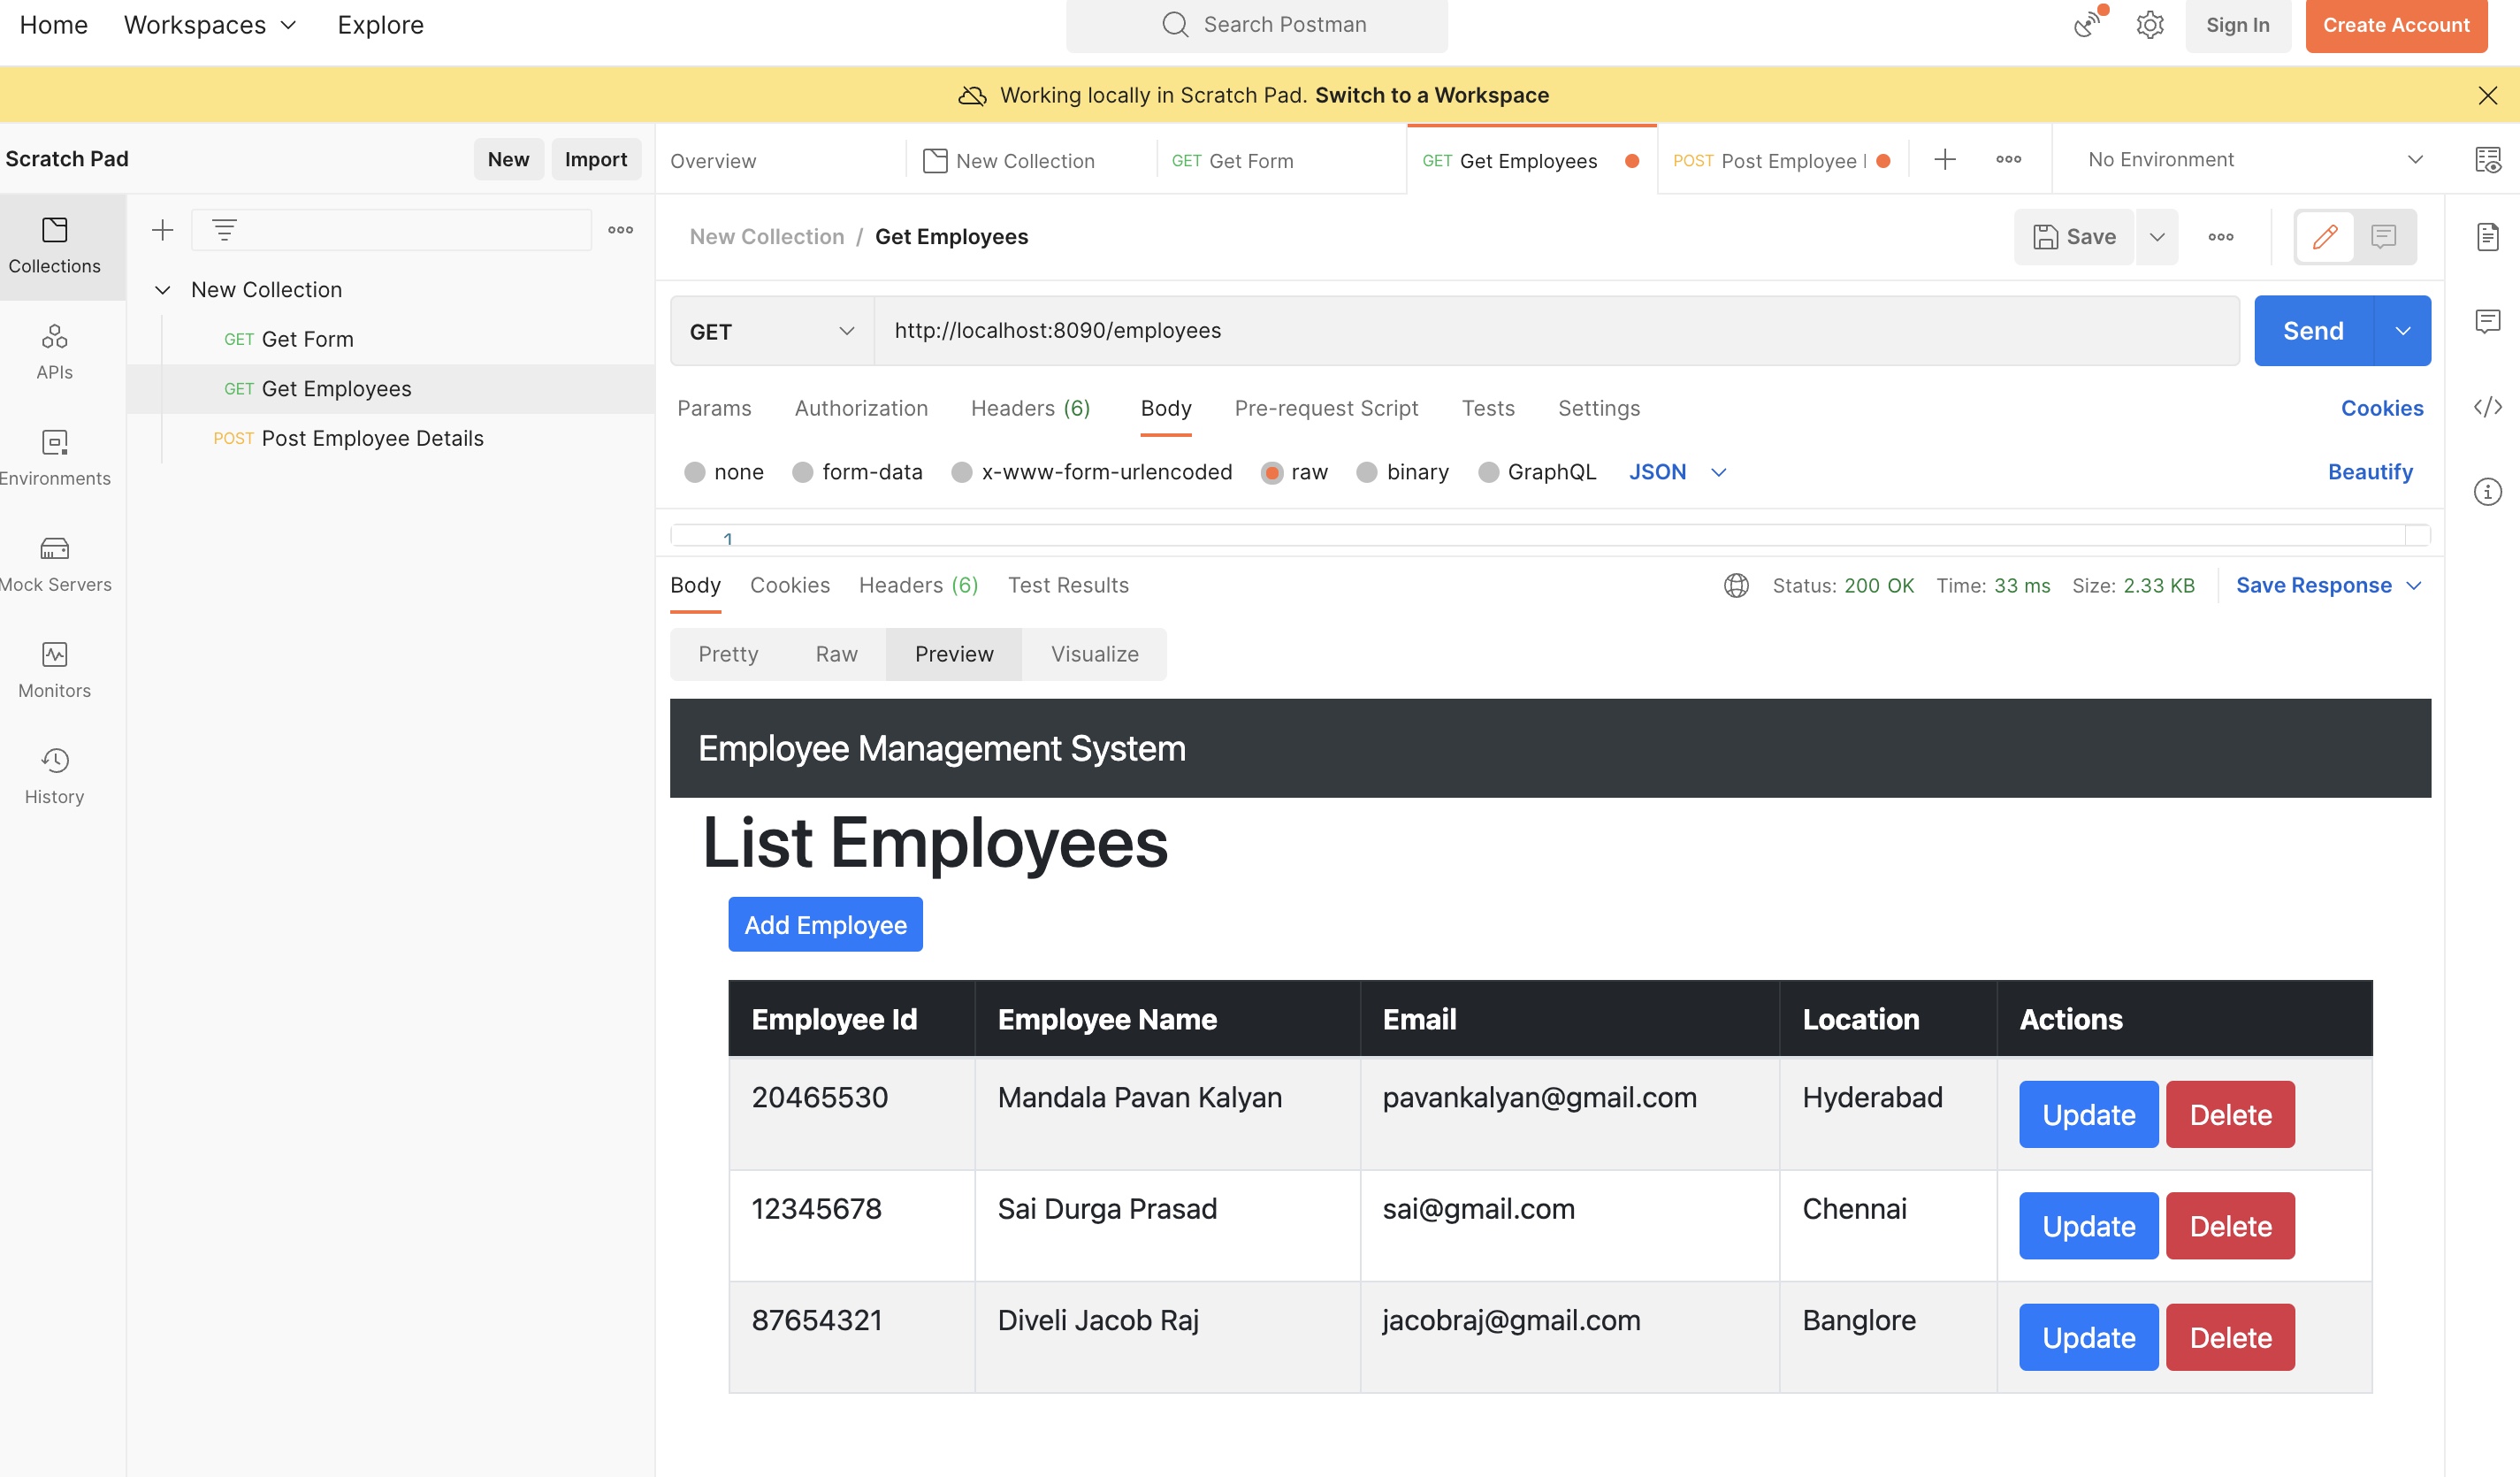 Home Workspaces Explore Search Postman Sign In Create Account
Working locally in Scratch Pad. Switch to a Workspace
Scratch Pad New Import
Overview New Collection GET Get Form GET Get Employees POST Post Employee No Environment
Collections
APIs
Environments
Mock Servers
Monitors
History
New Collection
GET Get Form
GET Get Employees
POST Post Employee Details
New Collection / Get Employees Save
GET http://localhost:8090/employees Send
Params Authorization Headers (6) Body Pre-request Script Tests Settings Cookies
none form-data x-www-form-urlencoded raw binary GraphQL JSON Beautify
1
Body Cookies Headers (6) Test Results Status: 200 OK Time: 33 ms Size: 2.33 KB Save Response
Pretty Raw Preview Visualize
Employee Management System
List Employees
Add Employee
Employee Id Employee Name Email Location Actions
20465530 Mandala Pavan Kalyan pavankalyan@gmail.com Hyderabad Update Delete
12345678 Sai Durga Prasad sai@gmail.com Chennai Update Delete
87654321 Diveli Jacob Raj jacobraj@gmail.com Banglore Update Delete